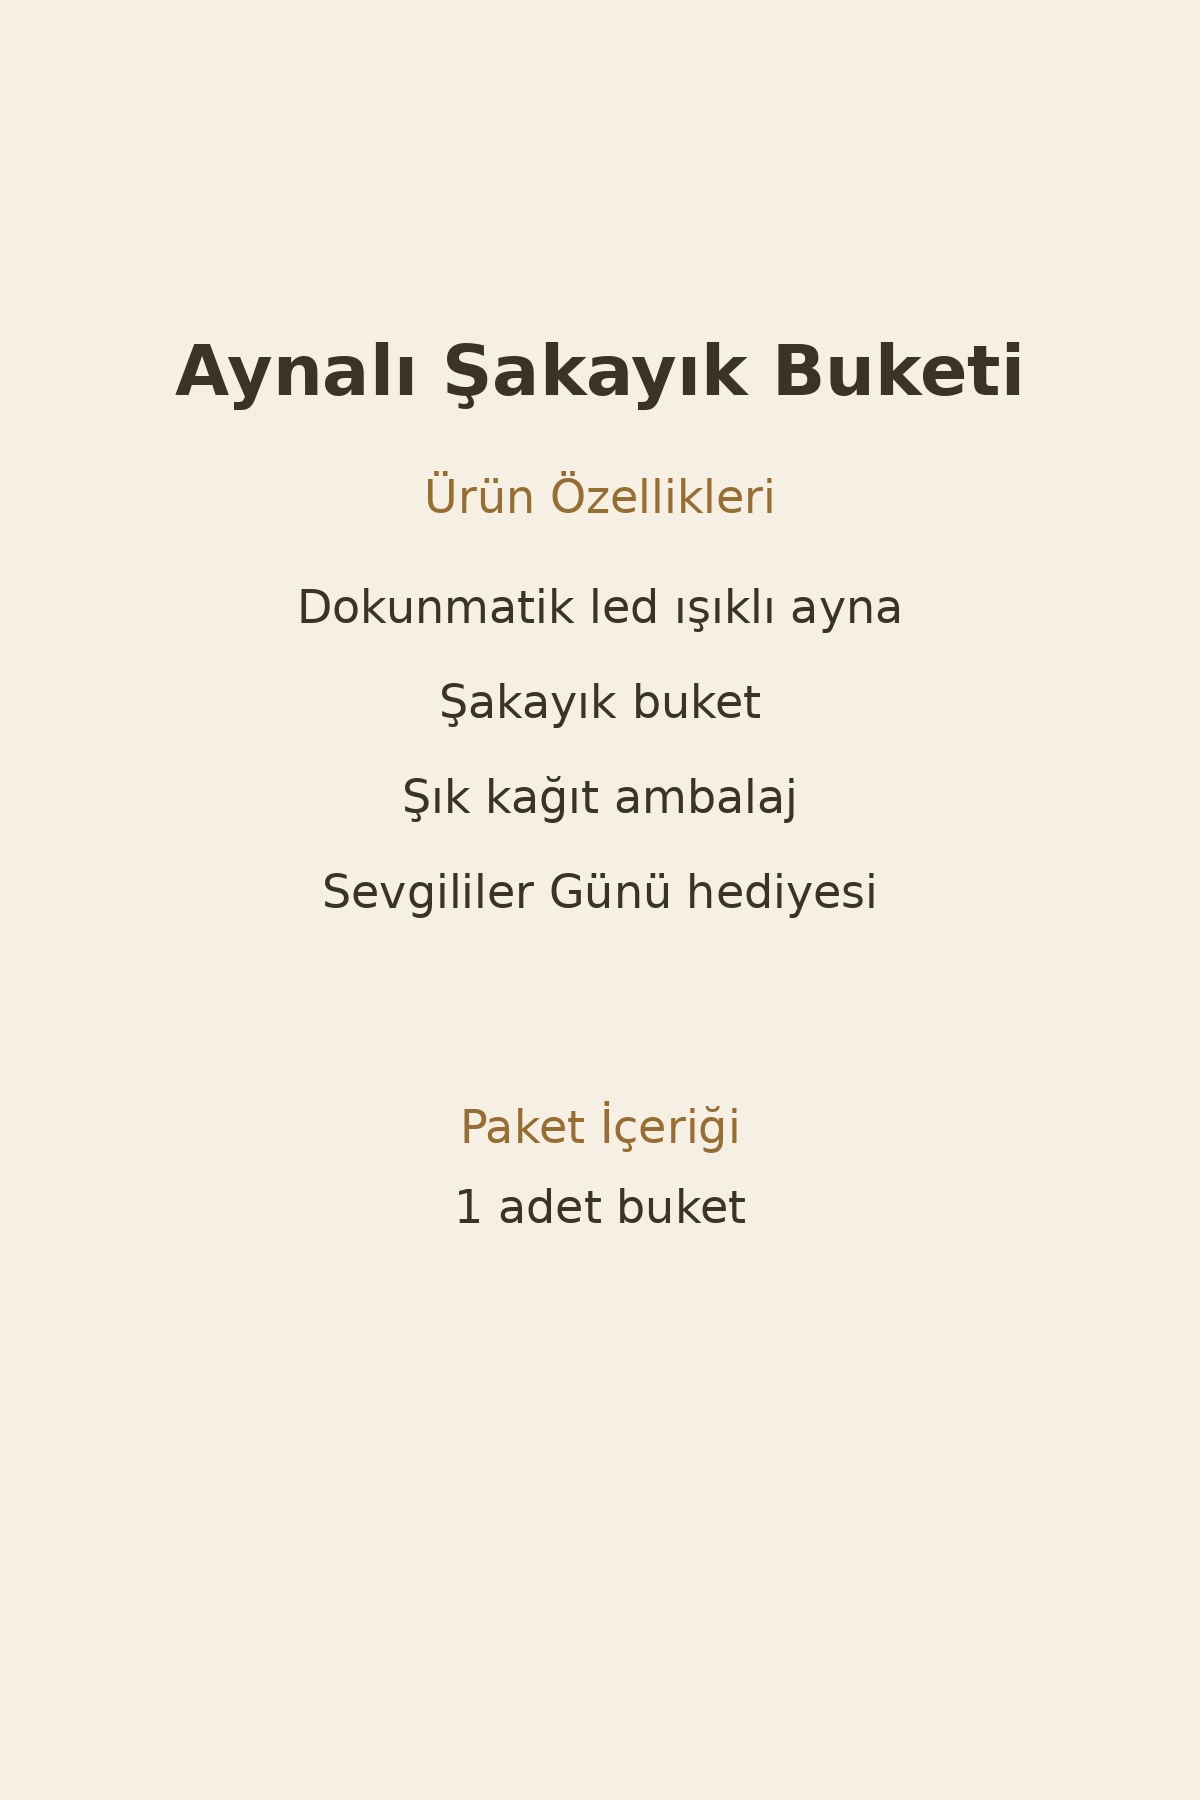 Aynalı Şakayık Buketi
Ürün Özellikleri
Dokunmatik led ışıklı ayna
Şakayık buket
Şık kağıt ambalaj
Sevgililer Günü hediyesi
Paket İçeriği
1 adet buket